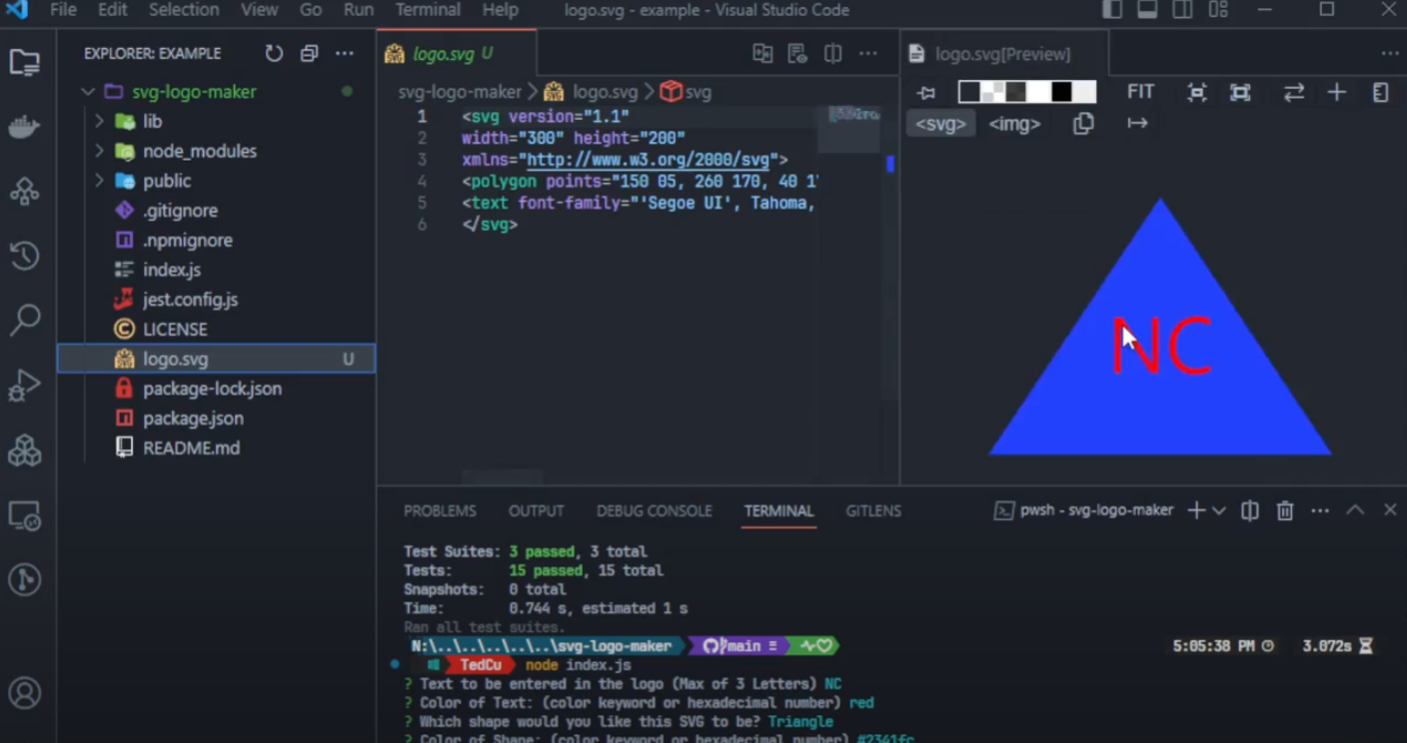 File Edit Selection View Go Run Terminal Help logo.svg - example - Visual Studio Code
EXPLORER: EXAMPLE
svg-logo-maker
lib
node_modules
public
.gitignore
.npmignore
index.js
jest.config.js
LICENSE
logo.svg U
package-lock.json
package.json
README.md
logo.svg U
svg-logo-maker > logo.svg > svg
1 <svg version="1.1"
2 width="300" height="200"
3 xmlns="http://www.w3.org/2000/svg">
4 <polygon points="150 05, 260 170, 40 1
5 <text font-family="'Segoe UI', Tahoma,
6 </svg>
logo.svg[Preview]
FIT
<svg> <img>
NC
PROBLEMS OUTPUT DEBUG CONSOLE TERMINAL GITLENS
pwsh - svg-logo-maker
Test Suites: 3 passed, 3 total
Tests: 15 passed, 15 total
Snapshots: 0 total
Time: 0.744 s, estimated 1 s
Ran all test suites.
N:\..\..\..\..\..\svg-logo-maker main ≡ 5:05:38 PM 3.072s
TedCu node index.js
? Text to be entered in the logo (Max of 3 Letters) NC
? Color of Text: (color keyword or hexadecimal number) red
? Which shape would you like this SVG to be? Triangle
? Color of Shape: (color keyword or hexadecimal number) #2341fc